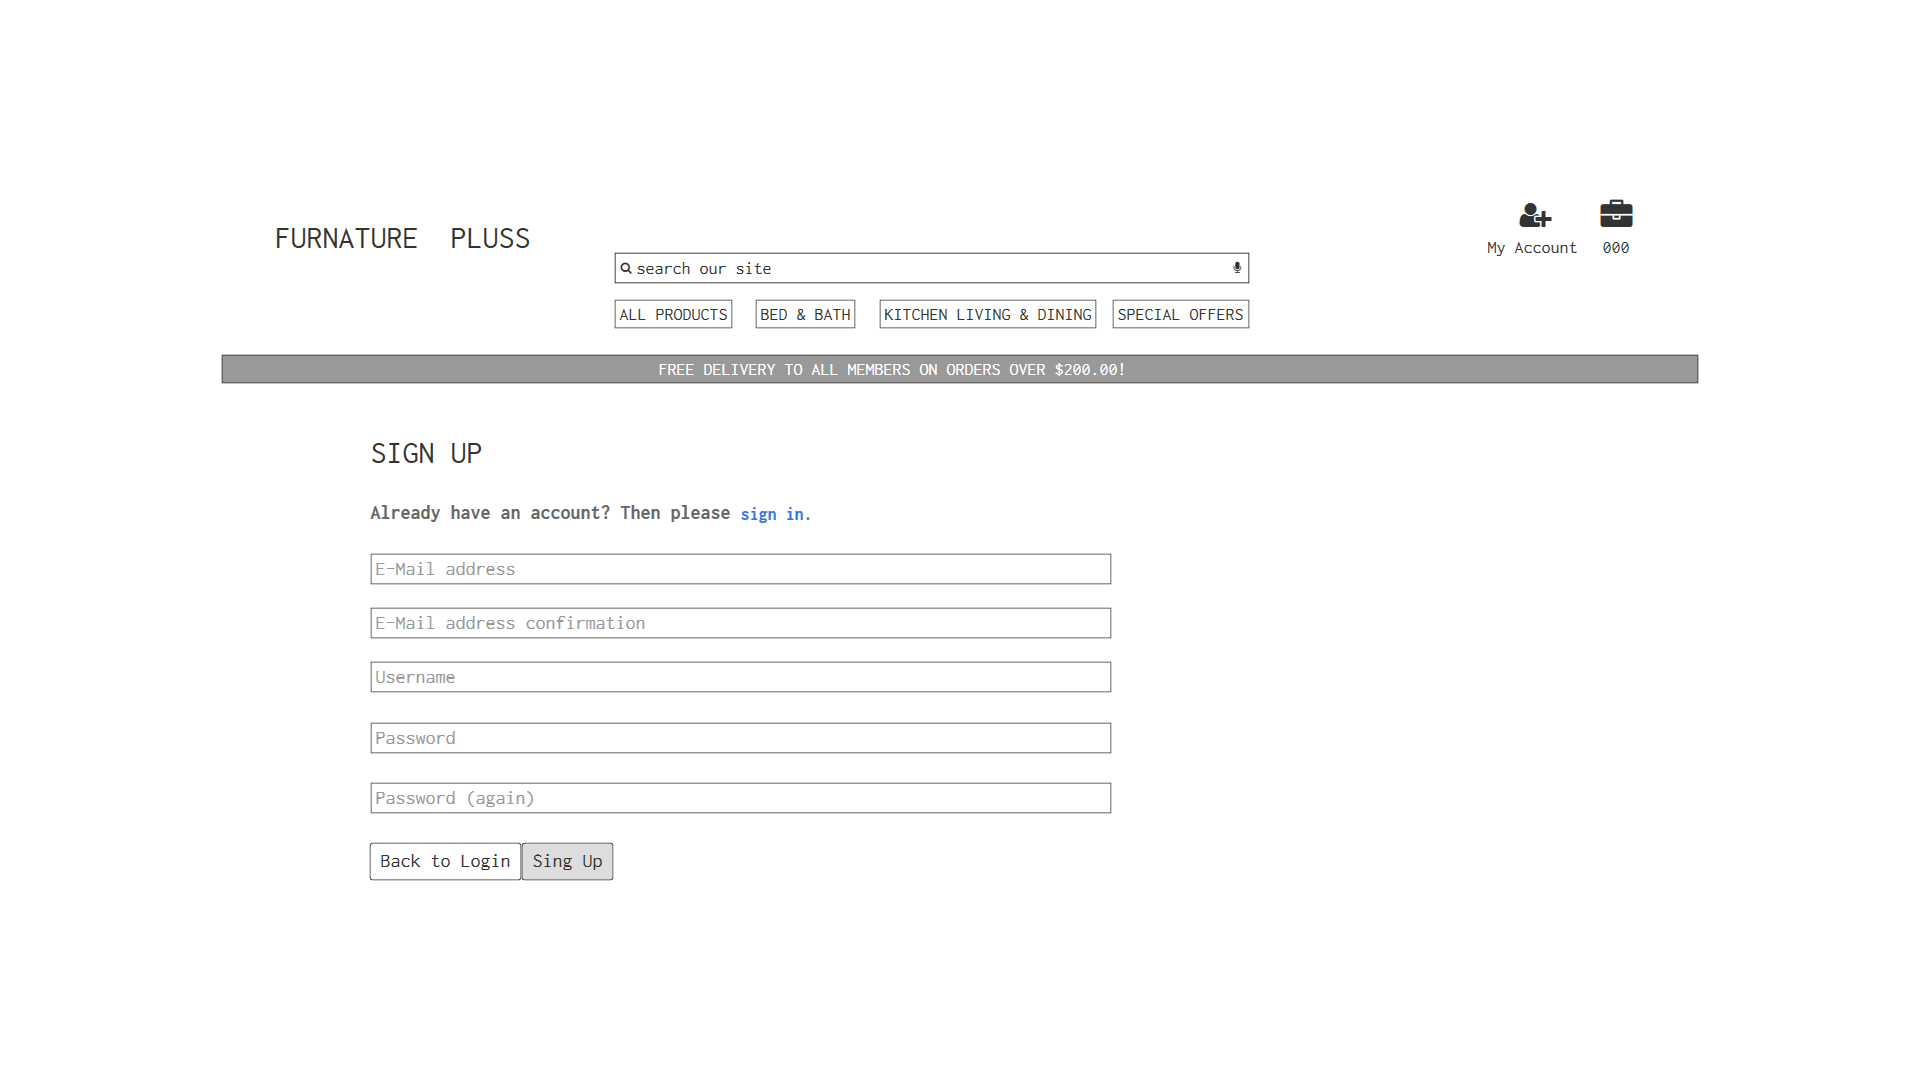 FURNATURE PLUSS
My Account
000
search our site
ALL PRODUCTS
BED & BATH
KITCHEN LIVING & DINING
SPECIAL OFFERS
FREE DELIVERY TO ALL MEMBERS ON ORDERS OVER $200.00!
SIGN UP
Already have an account? Then please sign in.
E-Mail address
E-Mail address confirmation
Username
Password
Password (again)
Back to Login
Sing Up